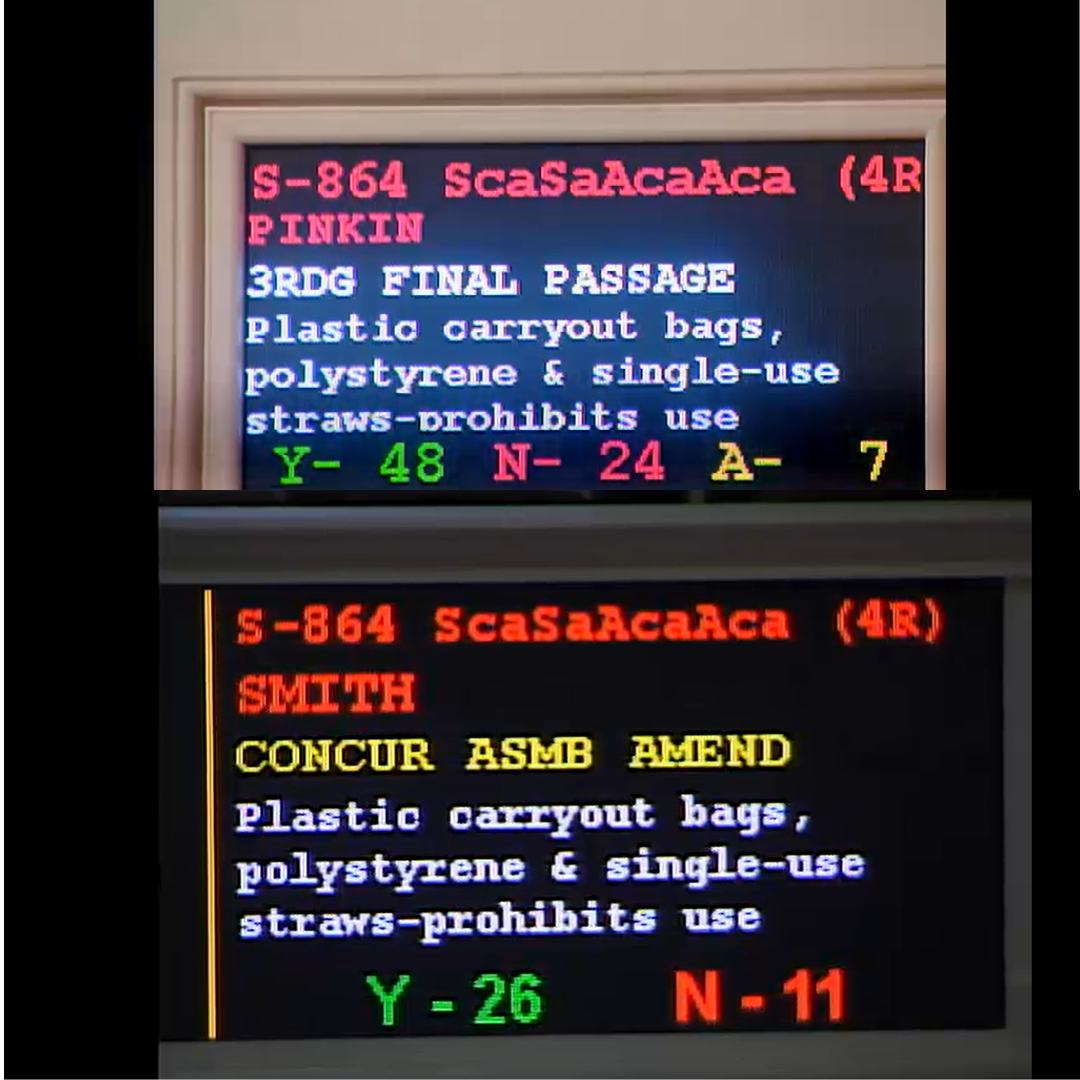 S-864 ScaSaAcaAca (4R
PINKIN
3RDG FINAL PASSAGE
Plastic carryout bags,
polystyrene & single-use
straws-prohibits use
Y- 48 N- 24 A- 7
S-864 ScaSaAcaAca (4R)
SMITH
CONCUR ASMB AMEND
Plastic carryout bags,
polystyrene & single-use
straws-prohibits use
Y - 26 N - 11